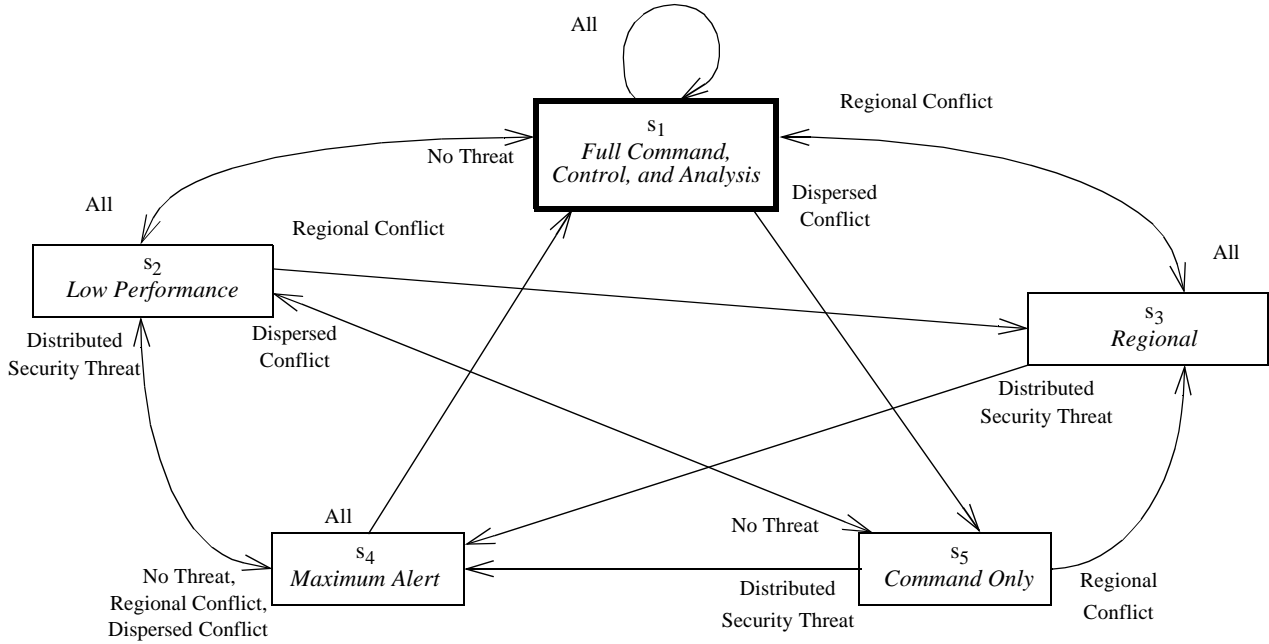 All
Regional Conflict
s1
Full Command,
Control, and Analysis
No Threat
Dispersed
Conflict
All
Regional Conflict
All
s2
Low Performance
s3
Regional
Distributed
Security Threat
Dispersed
Conflict
Distributed
Security Threat
All
No Threat
s4
Maximum Alert
s5
Command Only
No Threat,
Regional Conflict,
Dispersed Conflict
Distributed
Security Threat
Regional
Conflict